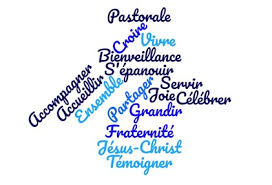 Pastorale
Croire
Vivre
Bienveillance
S'épanouir
Accompagner
Accueillir
Ensemble
Partager
Servir
Joie
Célébrer
Grandir
Fraternité
Jésus-Christ
Témoigner